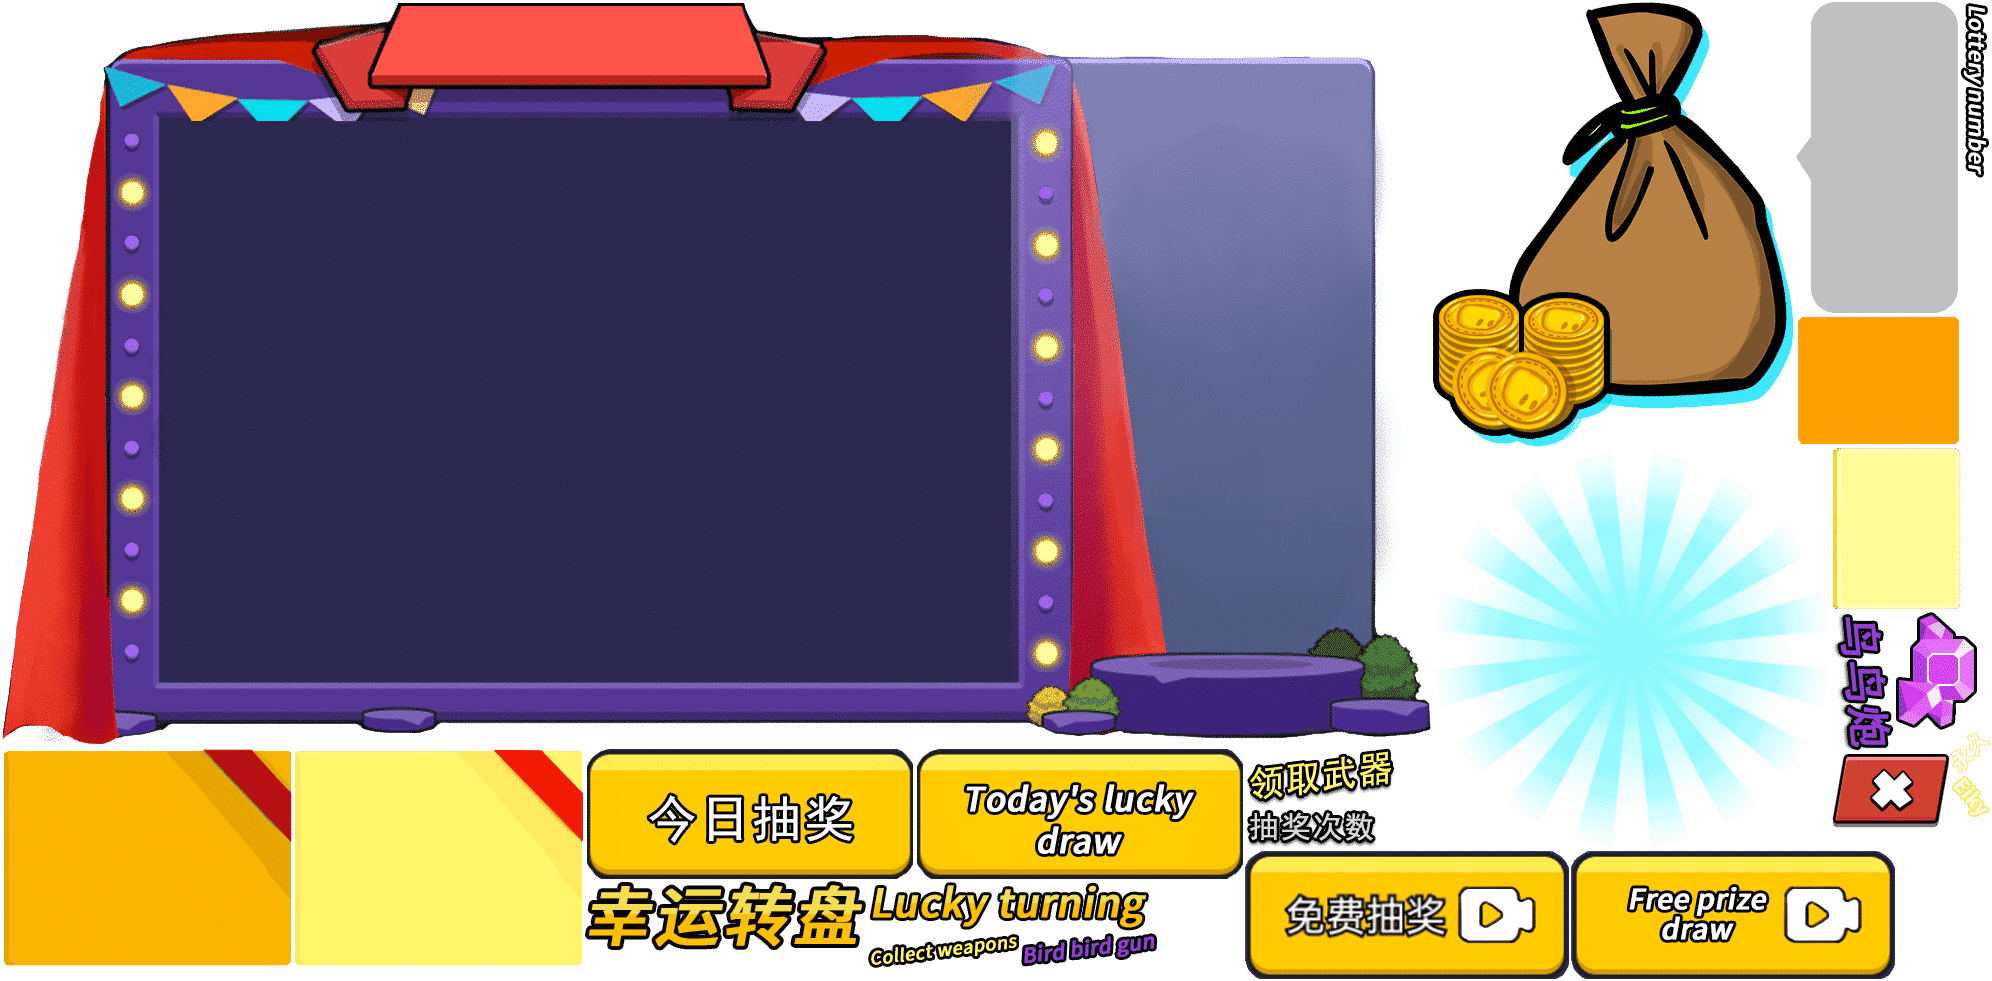 Lottery number
鸟鸟炮
Eiky
今日抽奖
Today's lucky
draw
领取武器
抽奖次数
幸运转盘
Lucky turning
Collect weapons
Bird bird gun
免费抽奖
Free prize
draw